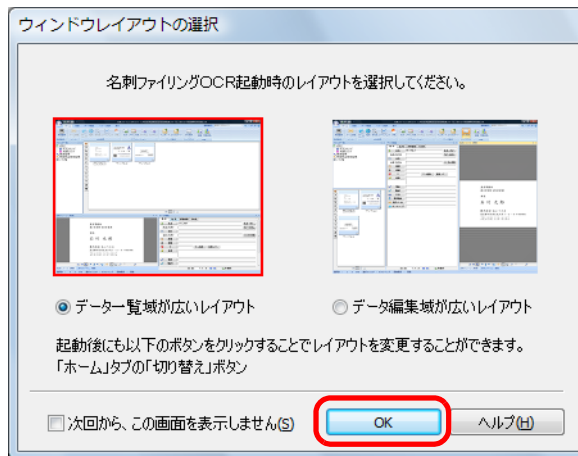 ウィンドウレイアウトの選択
名刺ファイリングOCR起動時のレイアウトを選択してください。
データ一覧域が広いレイアウト
データ編集域が広いレイアウト
起動後にも以下のボタンをクリックすることでレイアウトを変更することができます。
「ホーム」タブの「切り替え」ボタン
次回から、この画面を表示しません(S)
OK
ヘルプ(H)